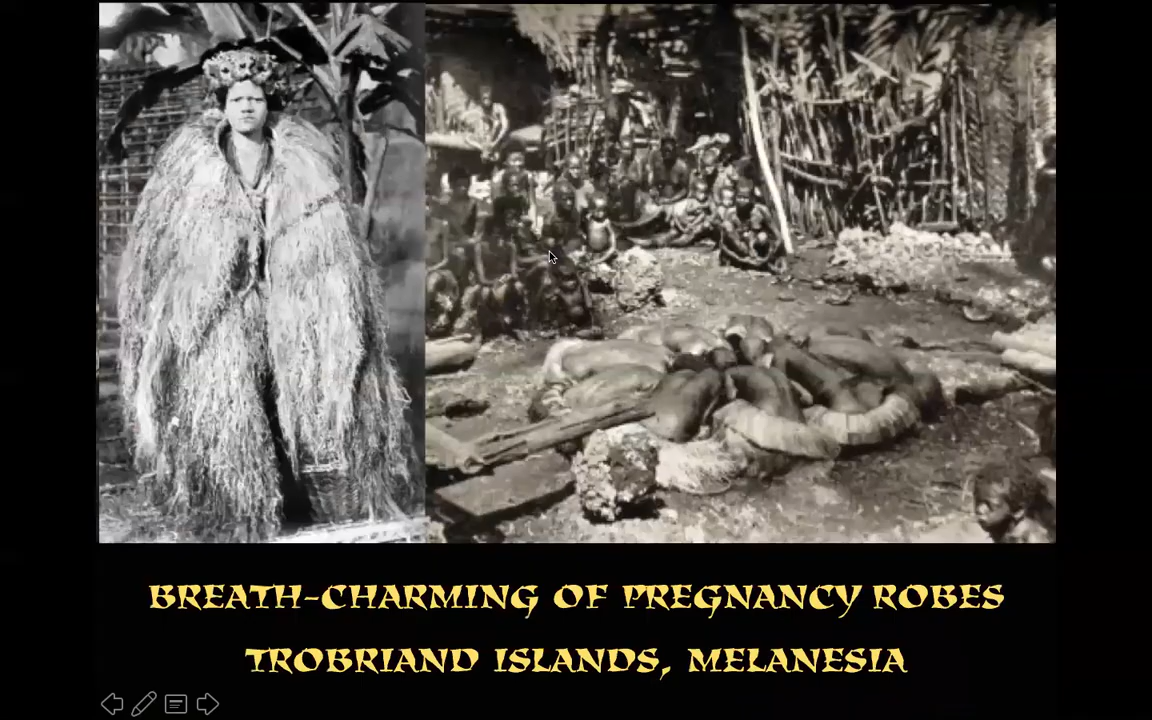 BREATH-CHARMING OF PREGNANCY ROBES
TROBRIAND ISLANDS, MELANESIA